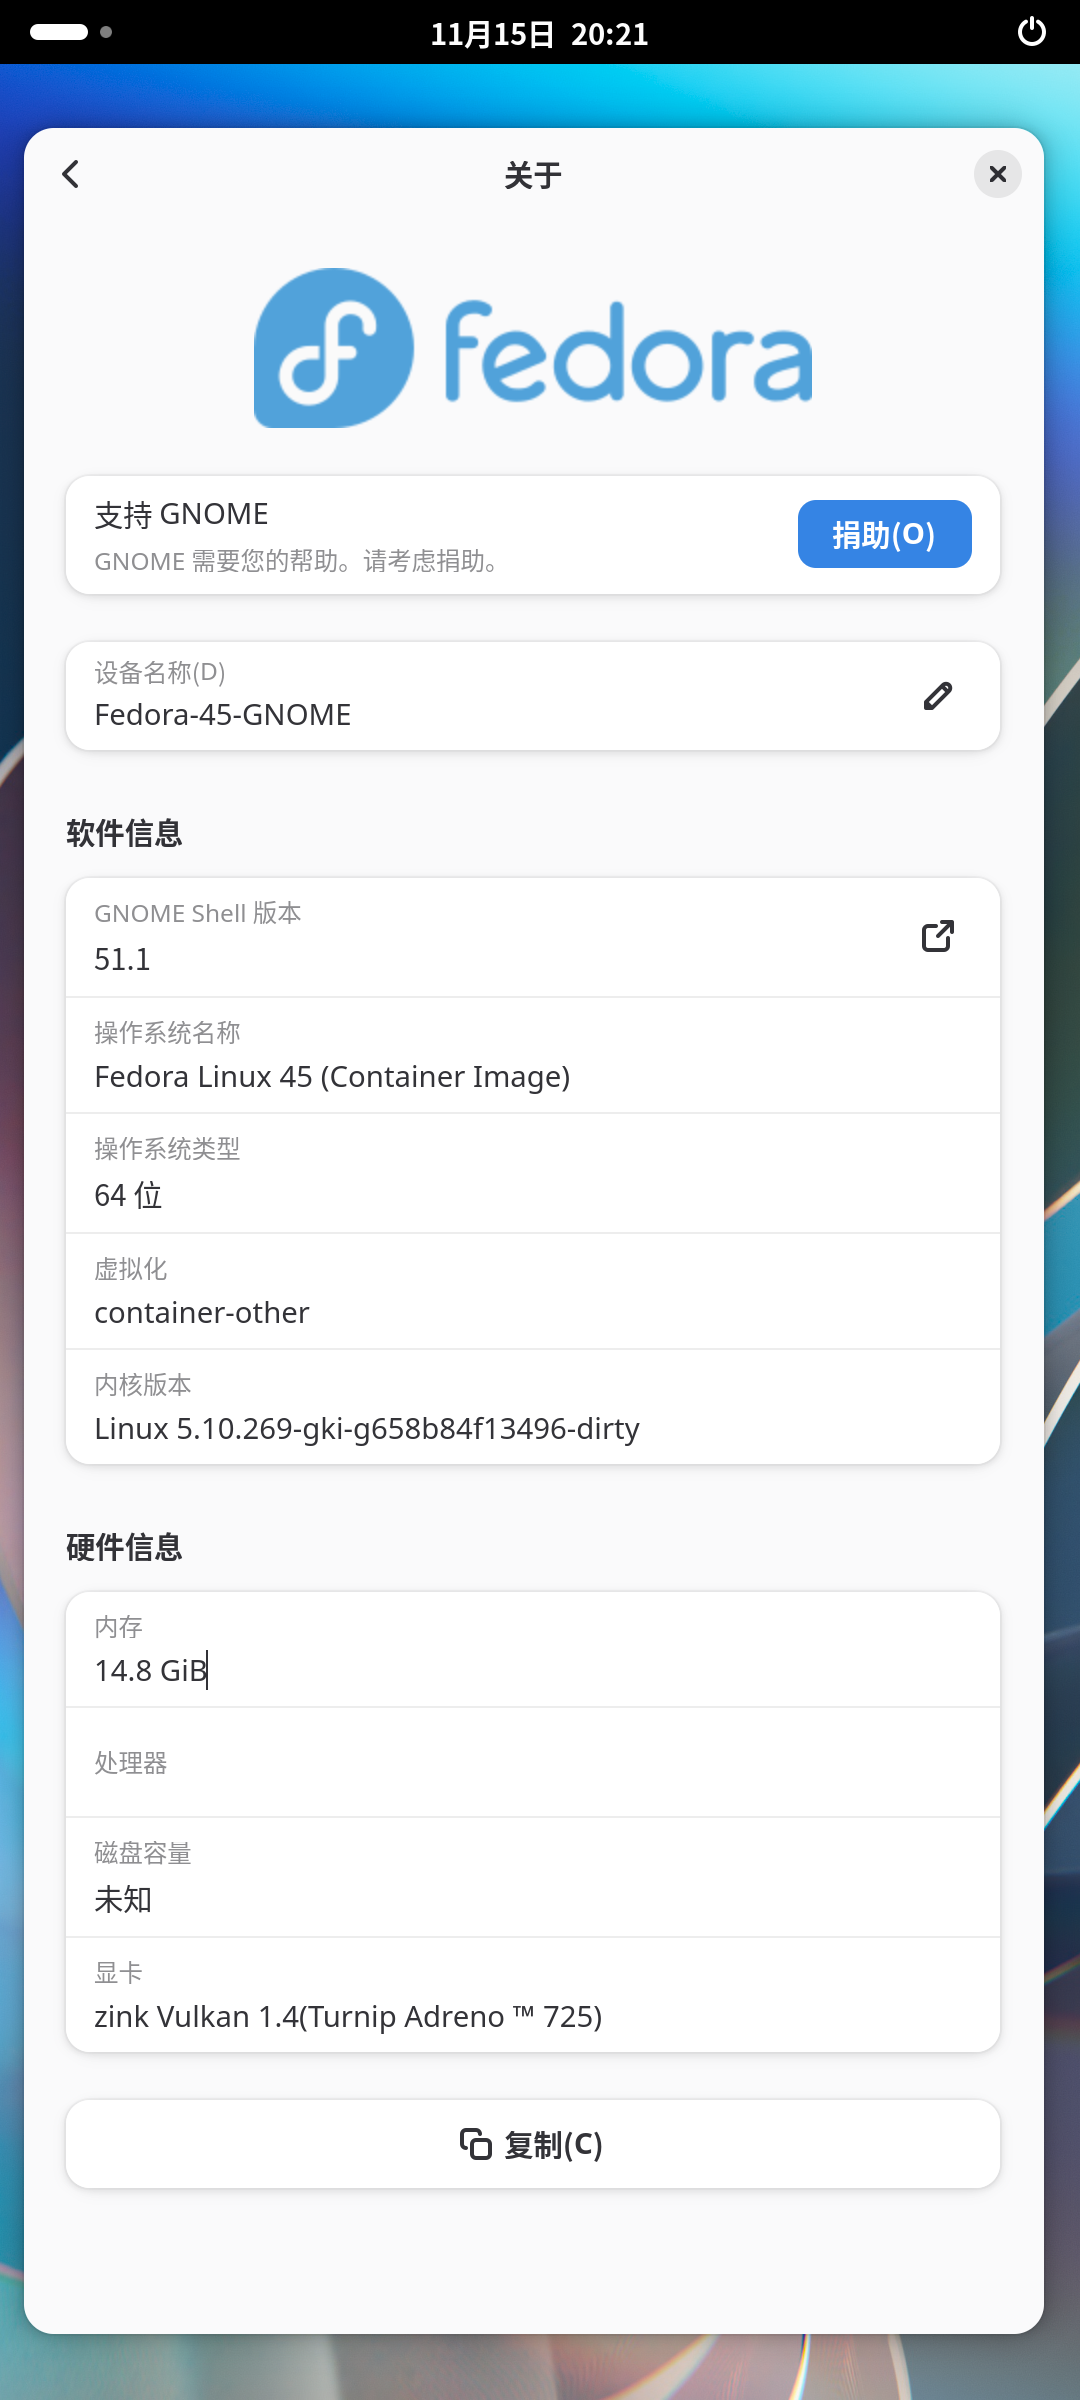 11月15日 20:21
关于
fedora
支持 GNOME
GNOME 需要您的帮助。请考虑捐助。
捐助(O)
设备名称(D)
Fedora-45-GNOME
软件信息
GNOME Shell 版本
51.1
操作系统名称
Fedora Linux 45 (Container Image)
操作系统类型
64 位
虚拟化
container-other
内核版本
Linux 5.10.269-gki-g658b84f13496-dirty
硬件信息
内存
14.8 GiB
处理器
磁盘容量
未知
显卡
zink Vulkan 1.4(Turnip Adreno ™ 725)
复制(C)